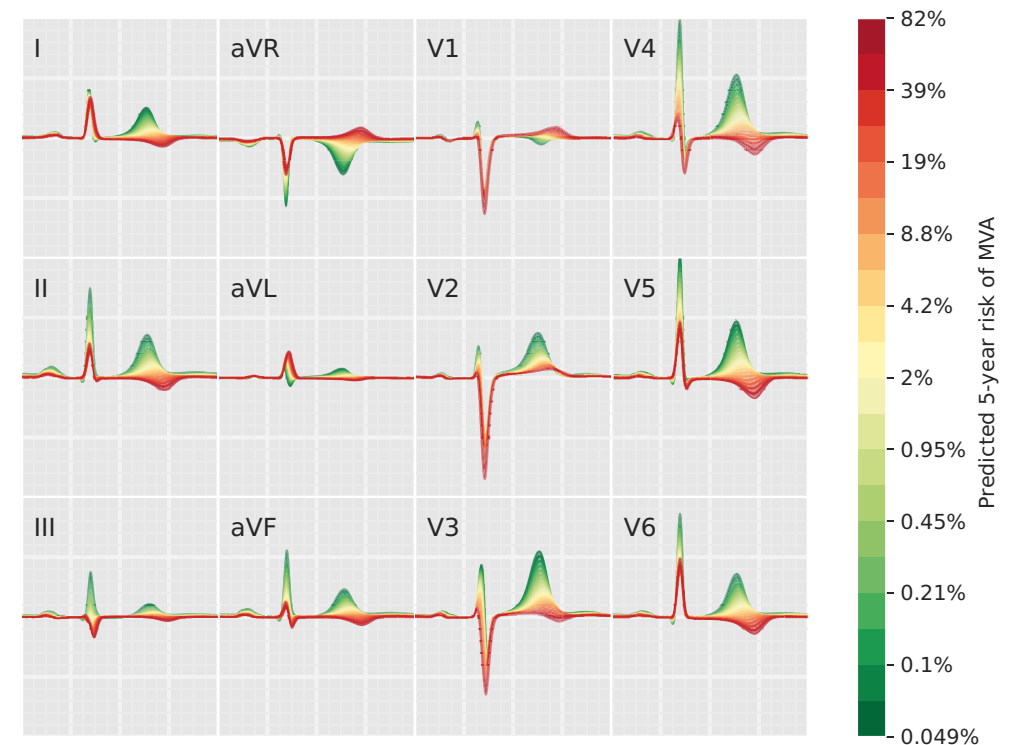 I
aVR
V1
V4
II
aVL
V2
V5
III
aVF
V3
V6
82%
39%
19%
8.8%
4.2%
2%
0.95%
0.45%
0.21%
0.1%
0.049%
Predicted 5-year risk of MVA